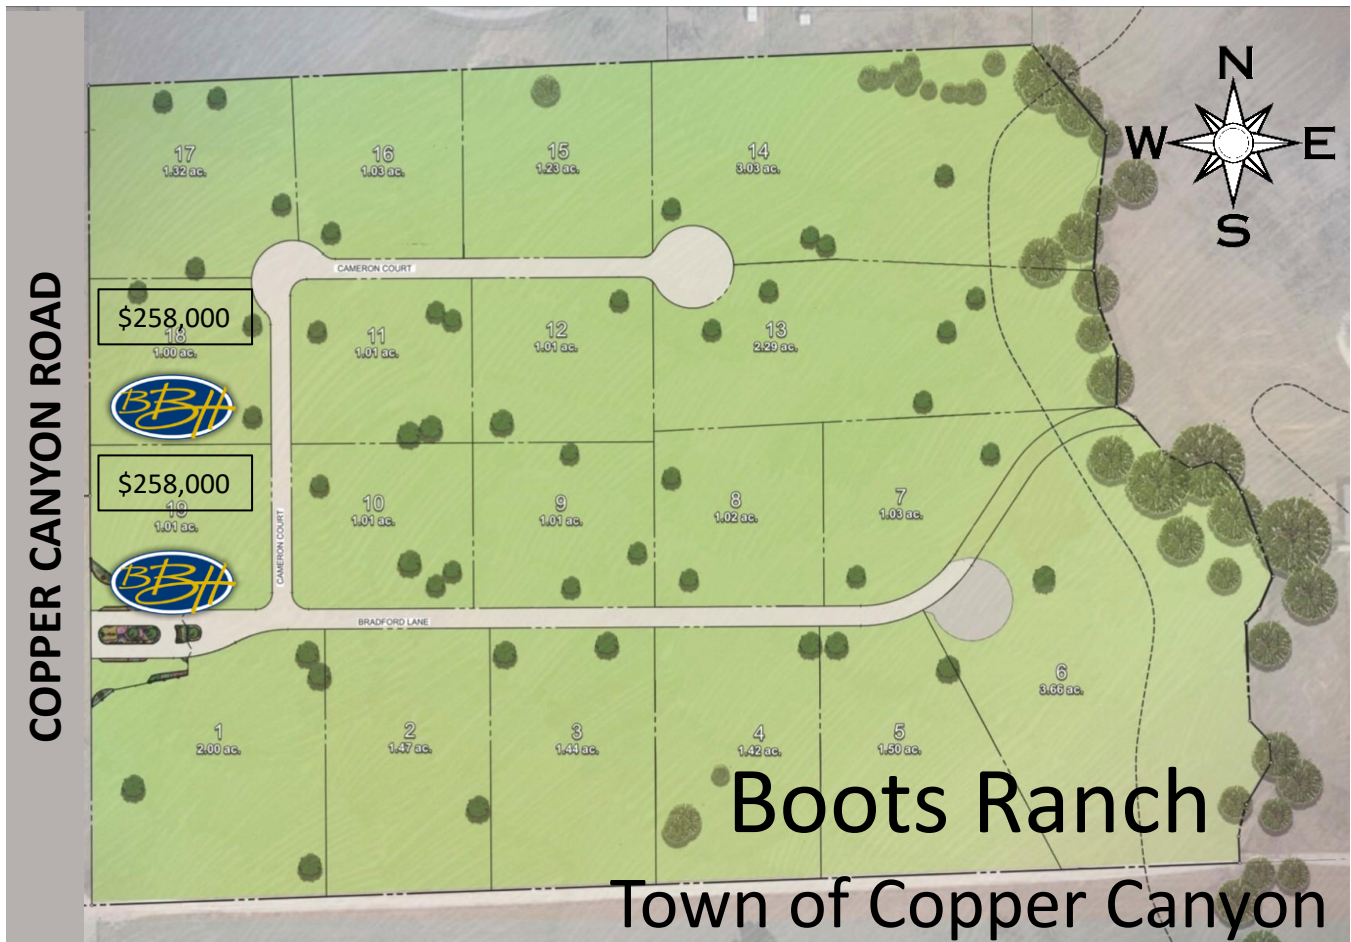 N
W E
S
17
1.32 ac.
16
1.03 ac.
15
1.23 ac.
14
3.03 ac.
CAMERON COURT
COPPER CANYON ROAD
$258,000
18
1.00 ac.
BBH
11
1.01 ac.
12
1.01 ac.
13
2.29 ac.
$258,000
19
1.01 ac.
BBH
CAMERON COURT
10
1.01 ac.
9
1.01 ac.
8
1.02 ac.
7
1.03 ac.
BRADFORD LANE
1
2.00 ac.
2
1.47 ac.
3
1.44 ac.
4
1.42 ac.
5
1.50 ac.
6
3.66 ac.
Boots Ranch
Town of Copper Canyon